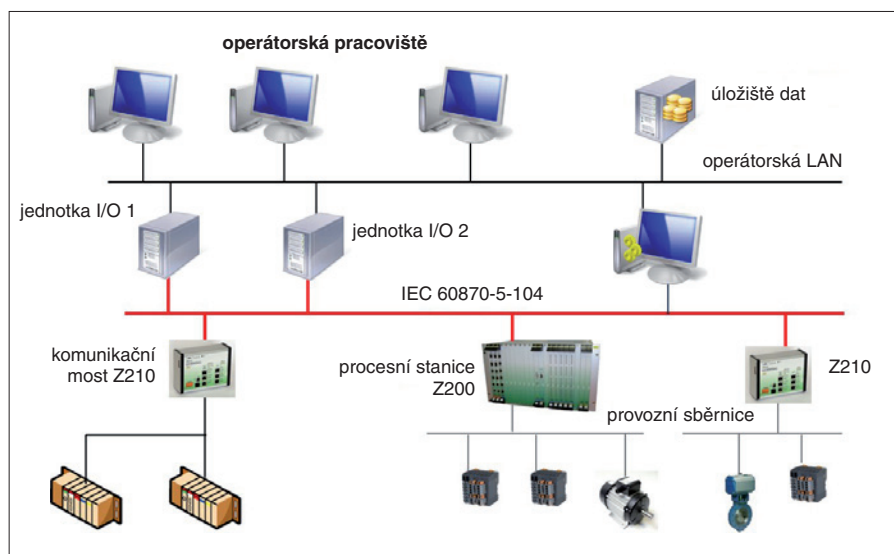 operátorská pracoviště
úložiště dat
operátorská LAN
jednotka I/O 1
jednotka I/O 2
IEC 60870-5-104
komunikační
most Z210
procesní stanice
Z200
Z210
provozní sběrnice